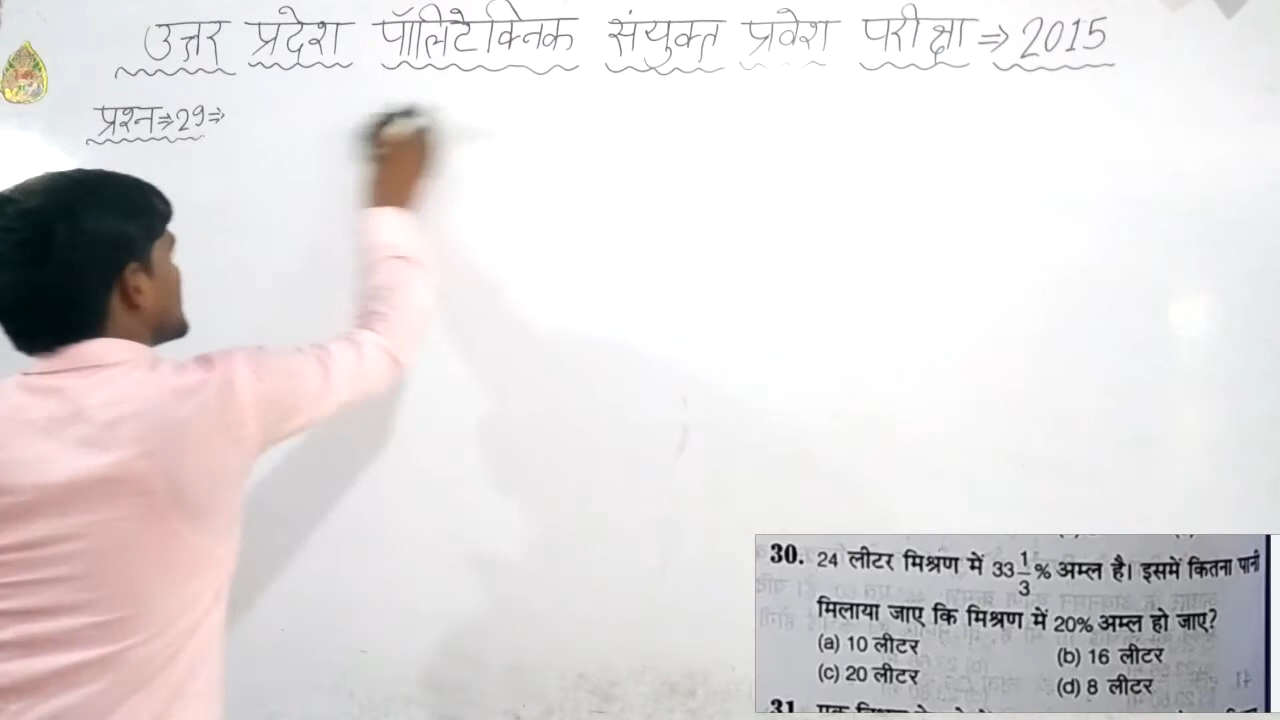 उत्तर प्रदेश पॉलिटेक्निक संयुक्त प्रवेश परीक्षा ⇒ 2015
प्रश्न⇒29⇒
30. 24 लीटर मिश्रण में 33 1/3 % अम्ल है। इसमें कितना पानी
मिलाया जाए कि मिश्रण में 20% अम्ल हो जाए?
(a) 10 लीटर (b) 16 लीटर
(c) 20 लीटर (d) 8 लीटर
31